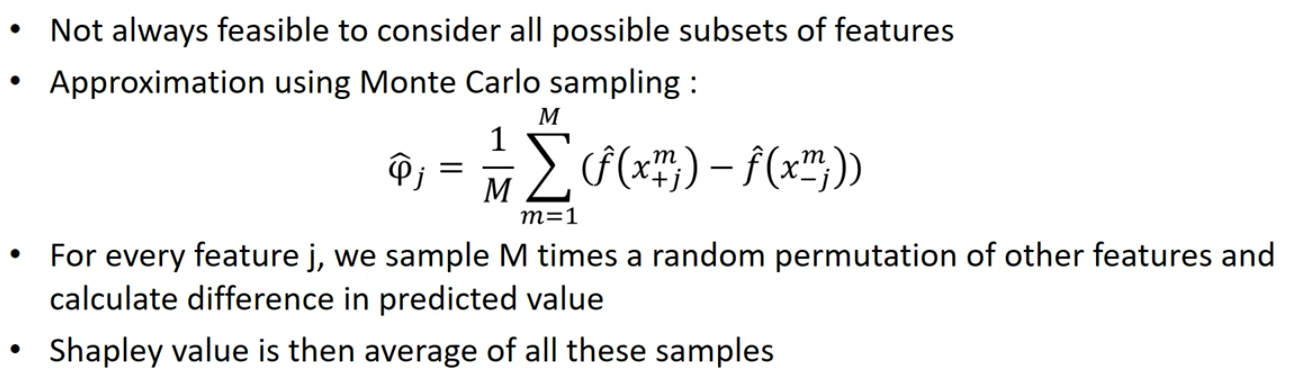 • Not always feasible to consider all possible subsets of features
• Approximation using Monte Carlo sampling :
$$\hat{\varphi}_j = \frac{1}{M} \sum_{m=1}^{M} (\hat{f}(x_{+j}^{m}) - \hat{f}(x_{-j}^{m}))$$
• For every feature j, we sample M times a random permutation of other features and
calculate difference in predicted value
• Shapley value is then average of all these samples